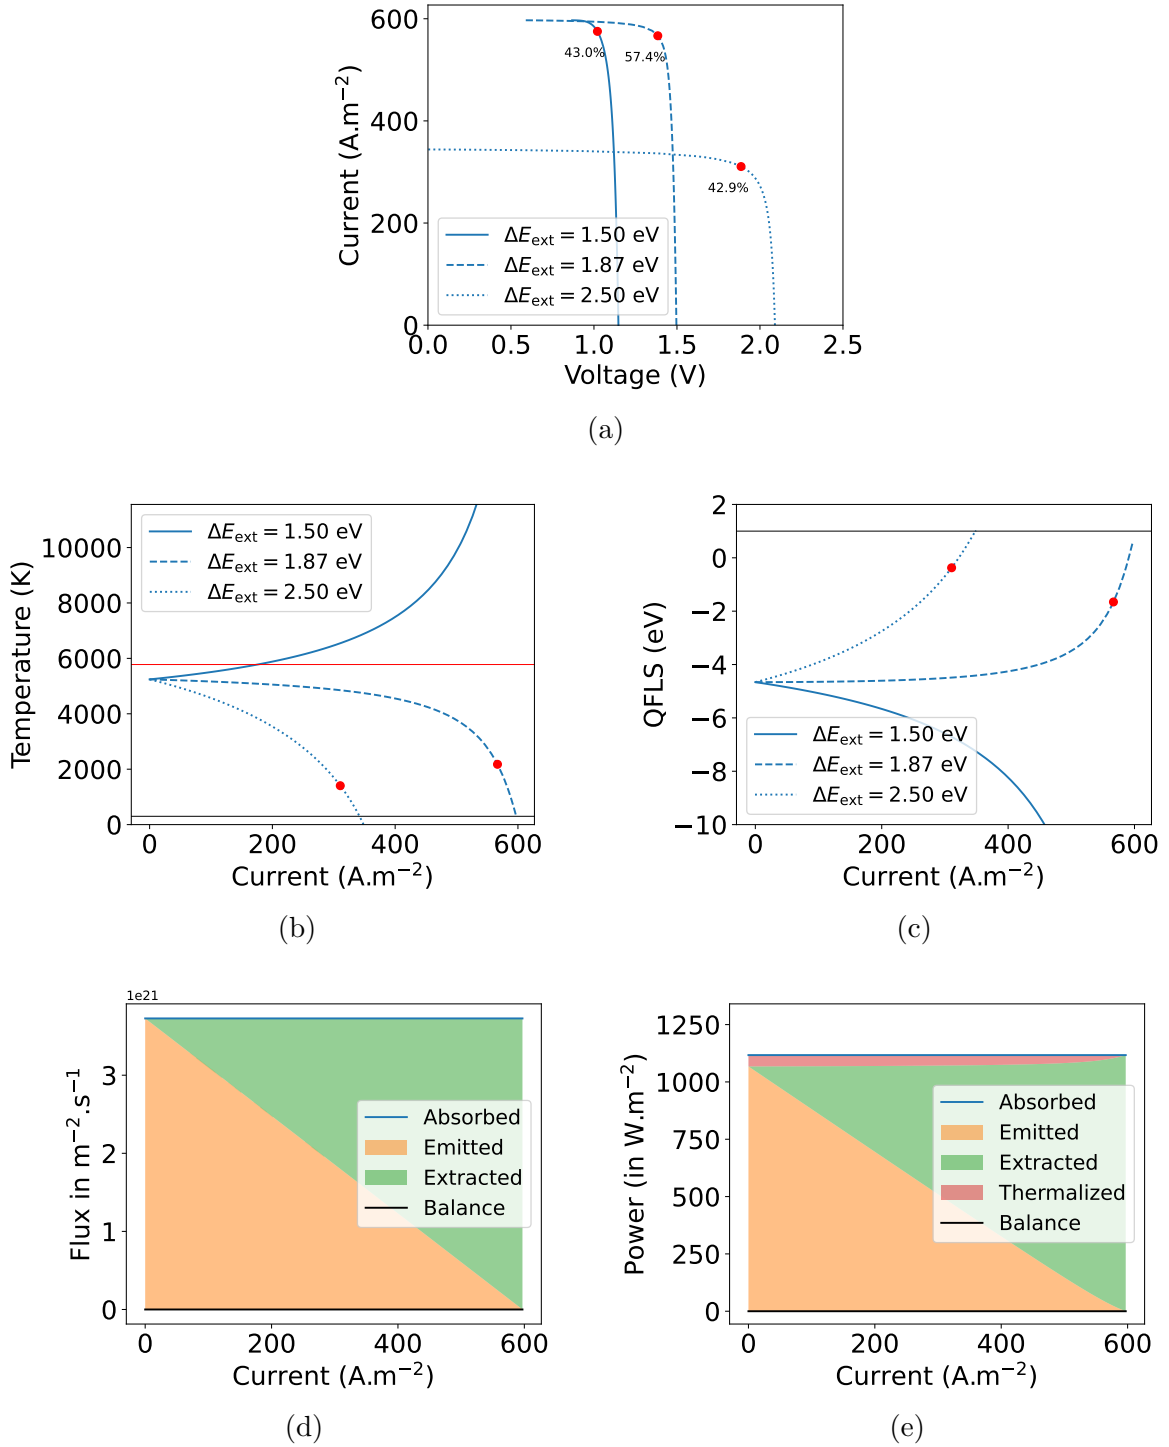 600
400
200
0
Current (A.m⁻²)
43.0%
57.4%
42.9%
ΔE_ext = 1.50 eV
ΔE_ext = 1.87 eV
ΔE_ext = 2.50 eV
0.0 0.5 1.0 1.5 2.0 2.5
Voltage (V)
(a)
10000
8000
6000
4000
2000
0
Temperature (K)
ΔE_ext = 1.50 eV
ΔE_ext = 1.87 eV
ΔE_ext = 2.50 eV
0 200 400 600
Current (A.m⁻²)
(b)
2
0
−2
−4
−6
−8
−10
QFLS (eV)
ΔE_ext = 1.50 eV
ΔE_ext = 1.87 eV
ΔE_ext = 2.50 eV
0 200 400 600
Current (A.m⁻²)
(c)
1e21
3
2
1
0
Flux in m⁻².s⁻¹
Absorbed
Emitted
Extracted
Balance
0 200 400 600
Current (A.m⁻²)
(d)
1250
1000
750
500
250
0
Power (in W.m⁻²)
Absorbed
Emitted
Extracted
Thermalized
Balance
0 200 400 600
Current (A.m⁻²)
(e)